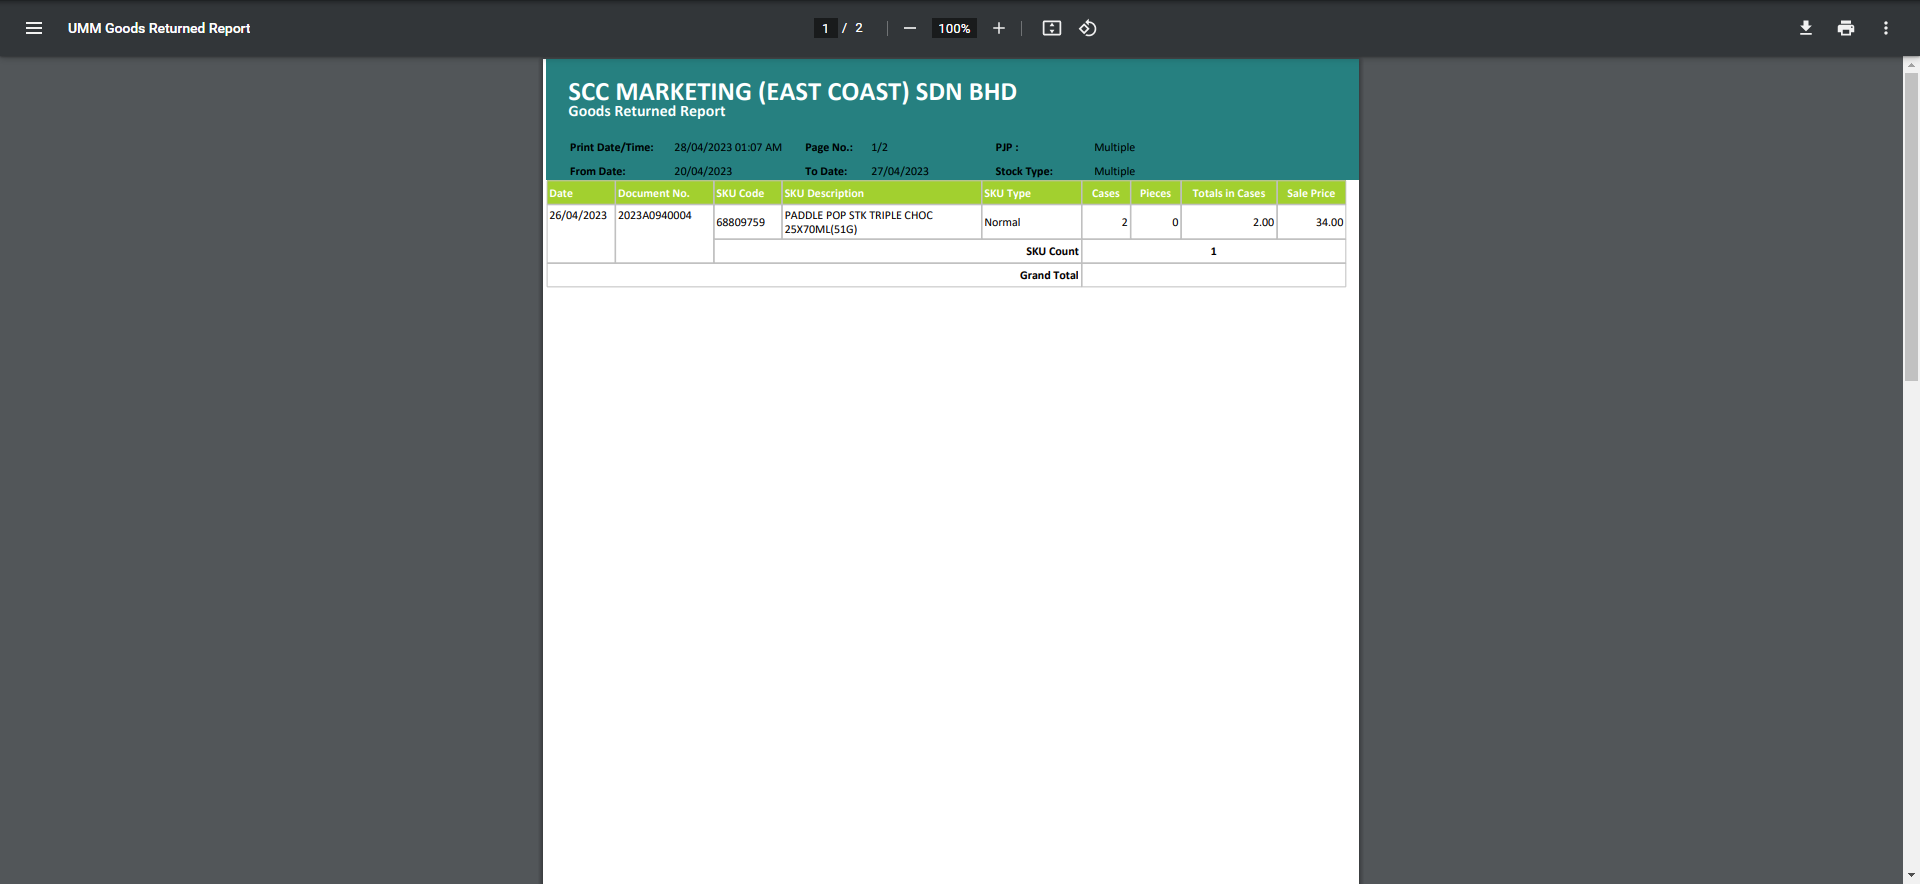 UMM Goods Returned Report
1 / 2
100%
SCC MARKETING (EAST COAST) SDN BHD
Goods Returned Report
Print Date/Time: 28/04/2023 01:07 AM Page No.: 1/2 PJP : Multiple
From Date: 20/04/2023 To Date: 27/04/2023 Stock Type: Multiple
Date Document No. SKU Code SKU Description SKU Type Cases Pieces Totals in Cases Sale Price
26/04/2023 2023A0940004 68809759 PADDLE POP STK TRIPLE CHOC Normal 2 0 2.00 34.00
25X70ML(51G)
SKU Count 1
Grand Total